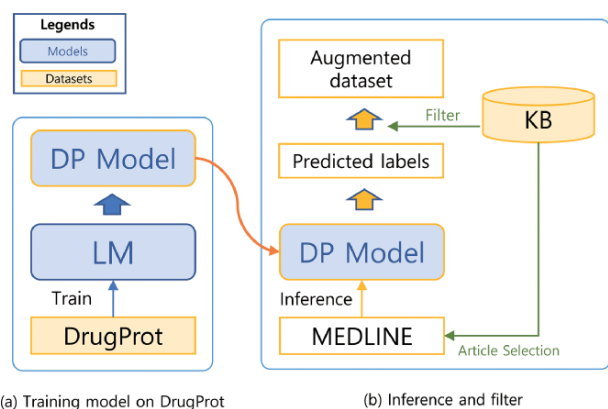 Legends
Models
Datasets
DP Model
LM
Train
DrugProt
(a) Training model on DrugProt
Augmented
dataset
Filter
KB
Predicted labels
DP Model
Inference
MEDLINE
Article Selection
(b) Inference and filter